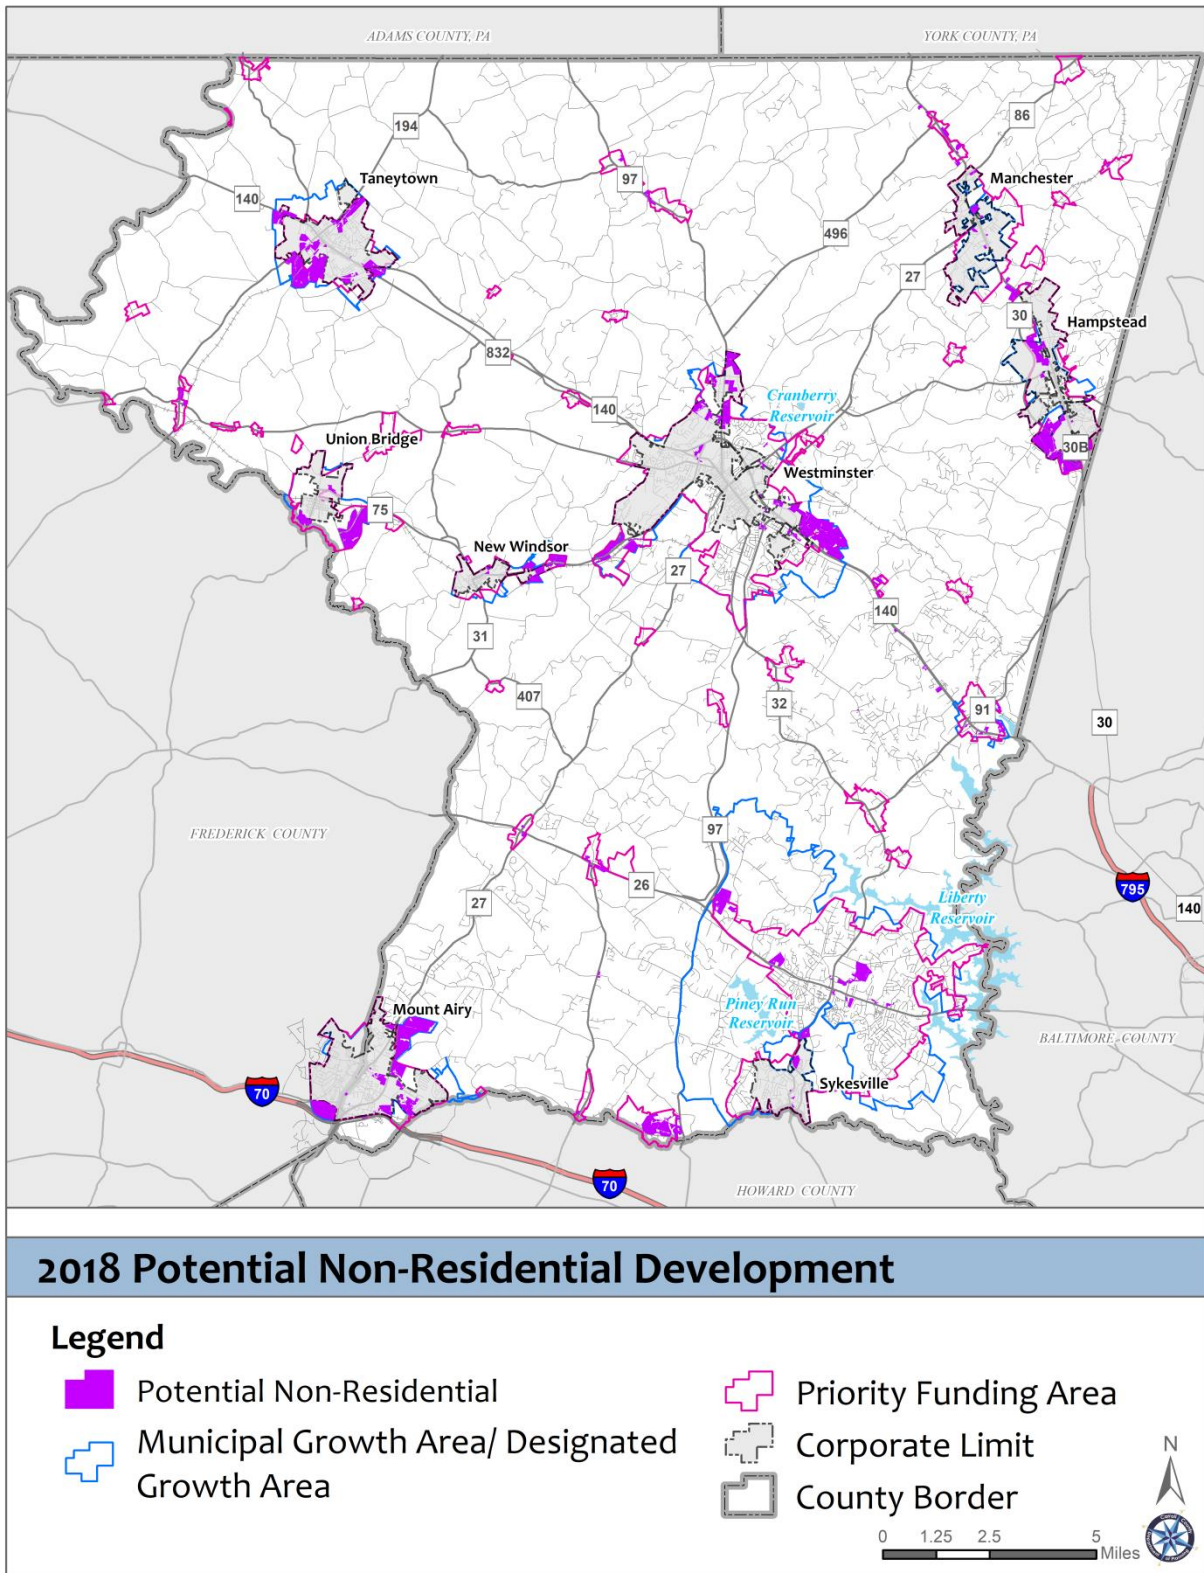 ADAMS COUNTY, PA
YORK COUNTY, PA
194
86
97
Taneytown
Manchester
140
496
27
30
Hampstead
832
Cranberry
Reservoir
140
Union Bridge
30B
Westminster
75
New Windsor
27
140
31
407
32
91
30
FREDERICK COUNTY
97
26
795
27
Liberty
Reservoir
140
Piney Run
Reservoir
Mount Airy
BALTIMORE COUNTY
Sykesville
70
70
HOWARD COUNTY
2018 Potential Non-Residential Development
Legend
Potential Non-Residential
Municipal Growth Area/ Designated
Growth Area
Priority Funding Area
Corporate Limit
County Border
N
0 1.25 2.5 5
Miles